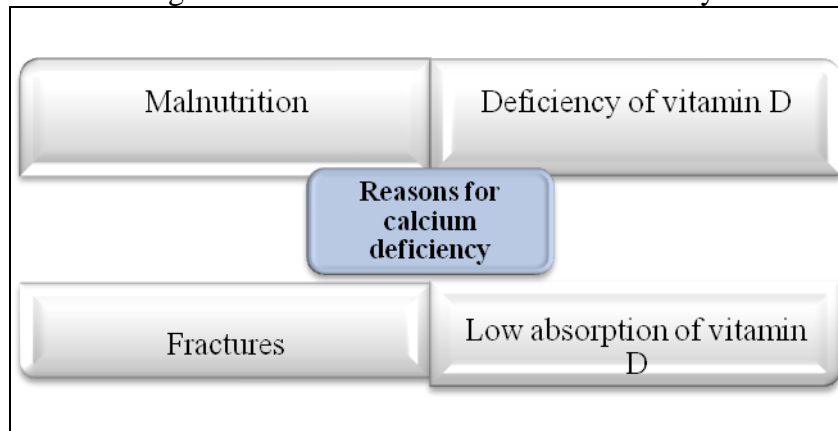 Malnutrition
Deficiency of vitamin D
Reasons for
calcium
deficiency
Fractures
Low absorption of vitamin
D